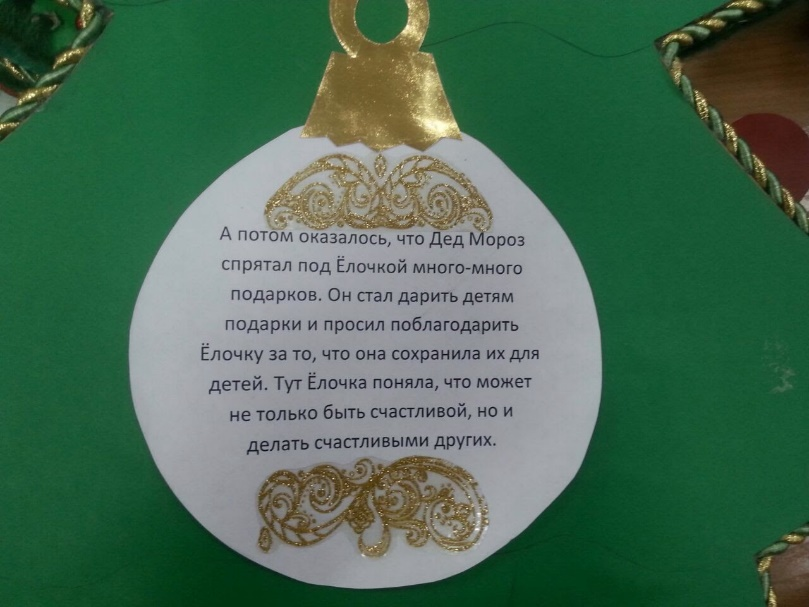 А потом оказалось, что Дед Мороз
спрятал под Ёлочкой много-много
подарков. Он стал дарить детям
подарки и просил поблагодарить
Ёлочку за то, что она сохранила их для
детей. Тут Ёлочка поняла, что может
не только быть счастливой, но и
делать счастливыми других.